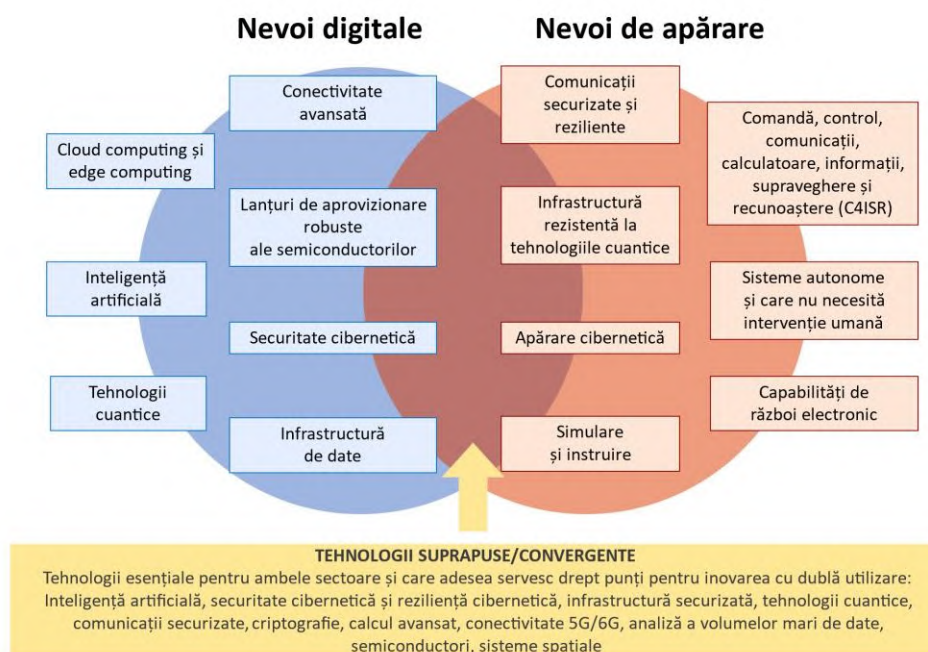 Nevoi digitale
Nevoi de apărare
Conectivitate
avansată
Cloud computing și
edge computing
Lanțuri de aprovizionare
robuste
ale semiconductorilor
Inteligență
artificială
Securitate cibernetică
Tehnologii
cuantice
Infrastructură
de date
Comunicații
securizate și
reziliente
Comandă, control,
comunicații,
calculatoare, informații,
supraveghere și
recunoaștere (C4ISR)
Infrastructură
rezistentă la
tehnologiile cuantice
Sisteme autonome
și care nu necesită
intervenție umană
Apărare cibernetică
Capabilități de
război electronic
Simulare
și instruire
TEHNOLOGII SUPRAPUSE/CONVERGENTE
Tehnologii esențiale pentru ambele sectoare și care adesea servesc drept punți pentru inovarea cu dublă utilizare:
Inteligență artificială, securitate cibernetică și reziliență cibernetică, infrastructură securizată, tehnologii cuantice,
comunicații securizate, criptografie, calcul avansat, conectivitate 5G/6G, analiză a volumelor mari de date,
semiconductori, sisteme spațiale